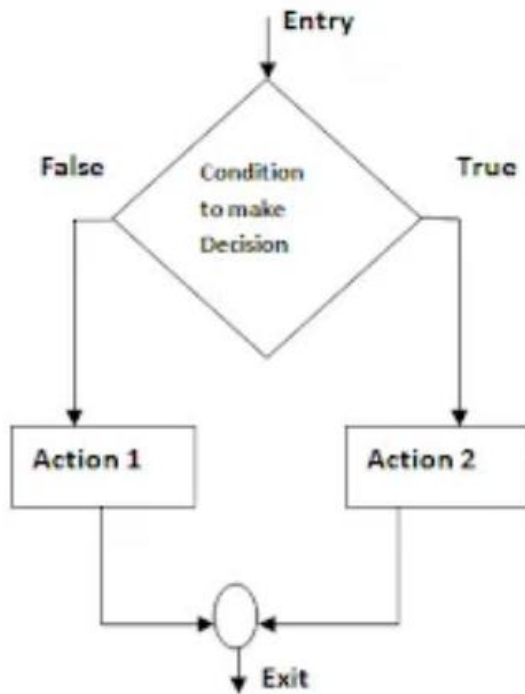 Entry
False
True
Condition
to make
Decision
Action 1
Action 2
Exit